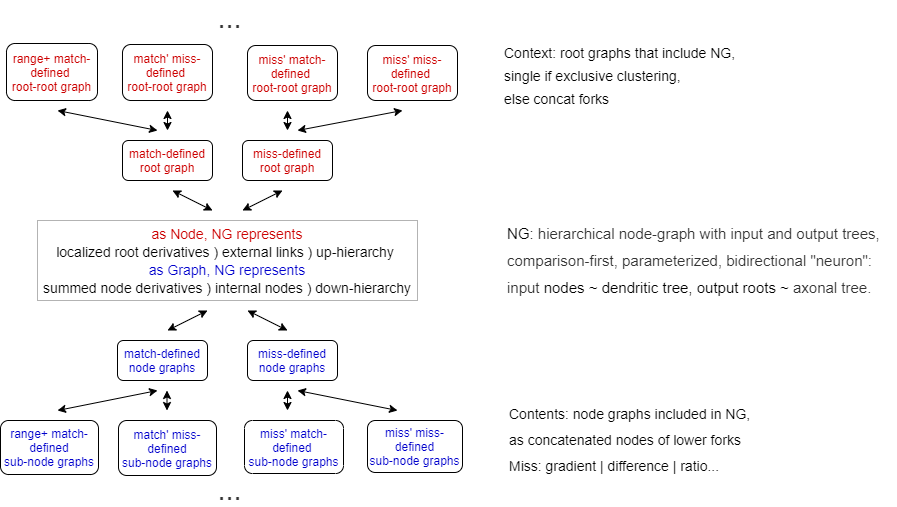 ...
range+ match-
defined
root-root graph
match' miss-
defined
root-root graph
miss' match-
defined
root-root graph
miss' miss-
defined
root-root graph
Context: root graphs that include NG,
single if exclusive clustering,
else concat forks
match-defined
root graph
miss-defined
root graph
as Node, NG represents
localized root derivatives ) external links ) up-hierarchy
as Graph, NG represents
summed node derivatives ) internal nodes ) down-hierarchy
NG: hierarchical node-graph with input and output trees,
comparison-first, parameterized, bidirectional "neuron":
input nodes ~ dendritic tree, output roots ~ axonal tree.
match-defined
node graphs
miss-defined
node graphs
range+ match-
defined
sub-node graphs
match' miss-
defined
sub-node graphs
miss' match-
defined
sub-node graphs
miss' miss-
defined
sub-node graphs
Contents: node graphs included in NG,
as concatenated nodes of lower forks
Miss: gradient | difference | ratio...
...